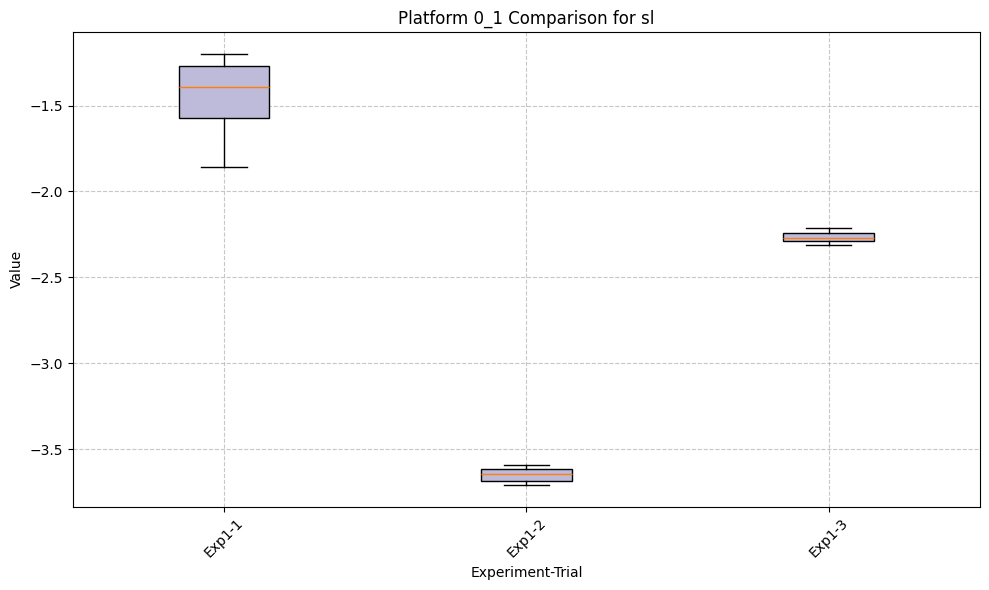 Platform 0_1 Comparison for sl
Value
−1.5
−2.0
−2.5
−3.0
−3.5
Exp1-1
Exp1-2
Exp1-3
Experiment-Trial